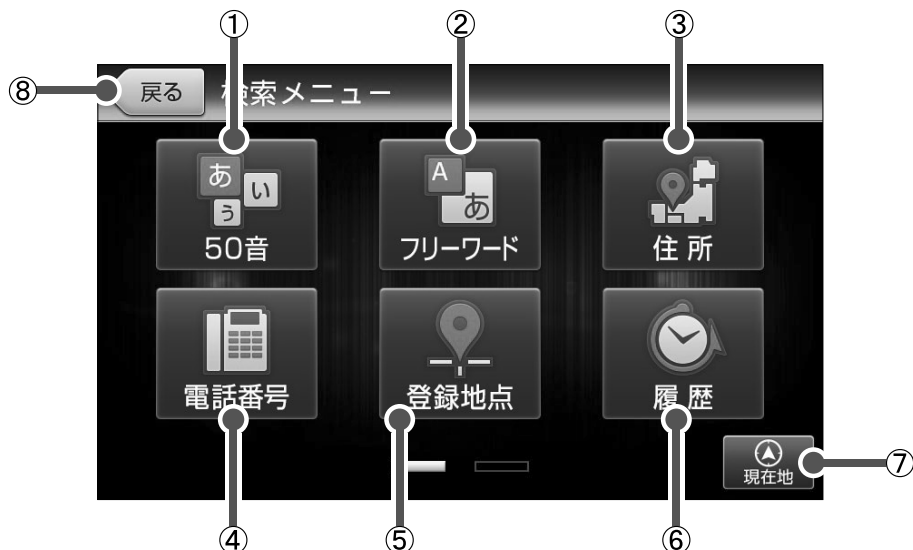 ① ② ③
⑧ 戻る 検索メニュー
あ い う A あ
50音 フリーワード 住所
電話番号 登録地点 履歴
現在地 ⑦
④ ⑤ ⑥